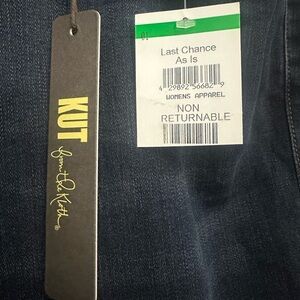 KUT
from the Kloth
®
Last Chance
As Is
4 29892 56682 9
WOMENS APPAREL
NON
RETURNABLE